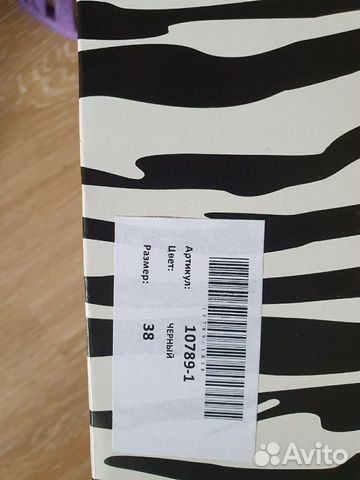 Артикул: 10789-1
Цвет: ЧЕРНЫЙ
Размер: 38
Avito